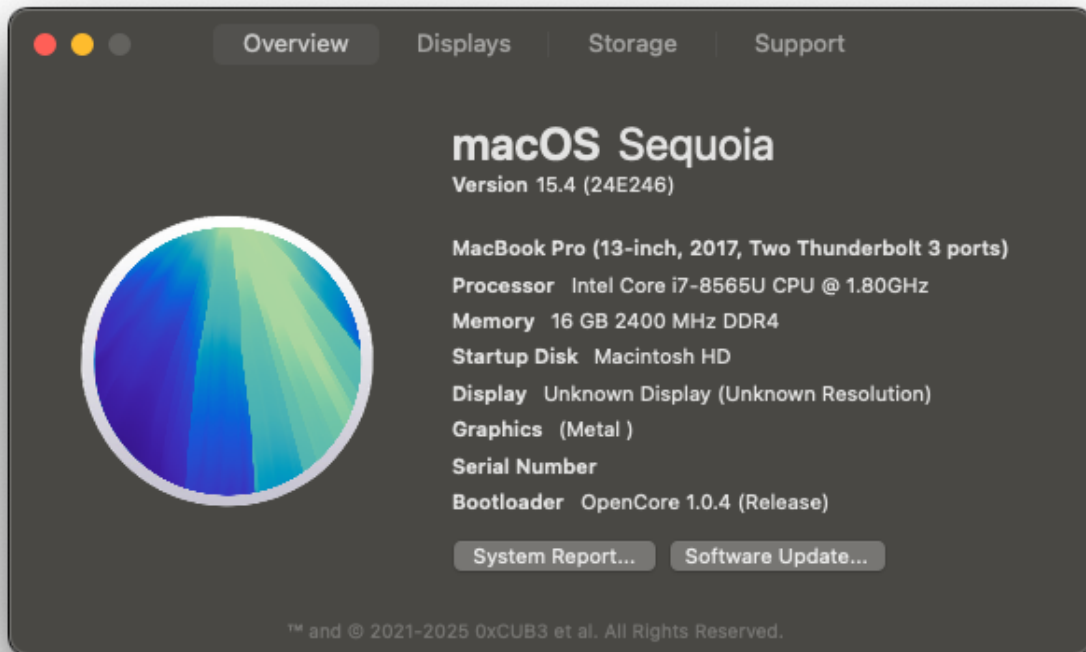 Overview Displays Storage Support
macOS Sequoia
Version 15.4 (24E246)
MacBook Pro (13-inch, 2017, Two Thunderbolt 3 ports)
Processor Intel Core i7-8565U CPU @ 1.80GHz
Memory 16 GB 2400 MHz DDR4
Startup Disk Macintosh HD
Display Unknown Display (Unknown Resolution)
Graphics (Metal )
Serial Number
Bootloader OpenCore 1.0.4 (Release)
System Report... Software Update...
™ and © 2021-2025 0xCUB3 et al. All Rights Reserved.